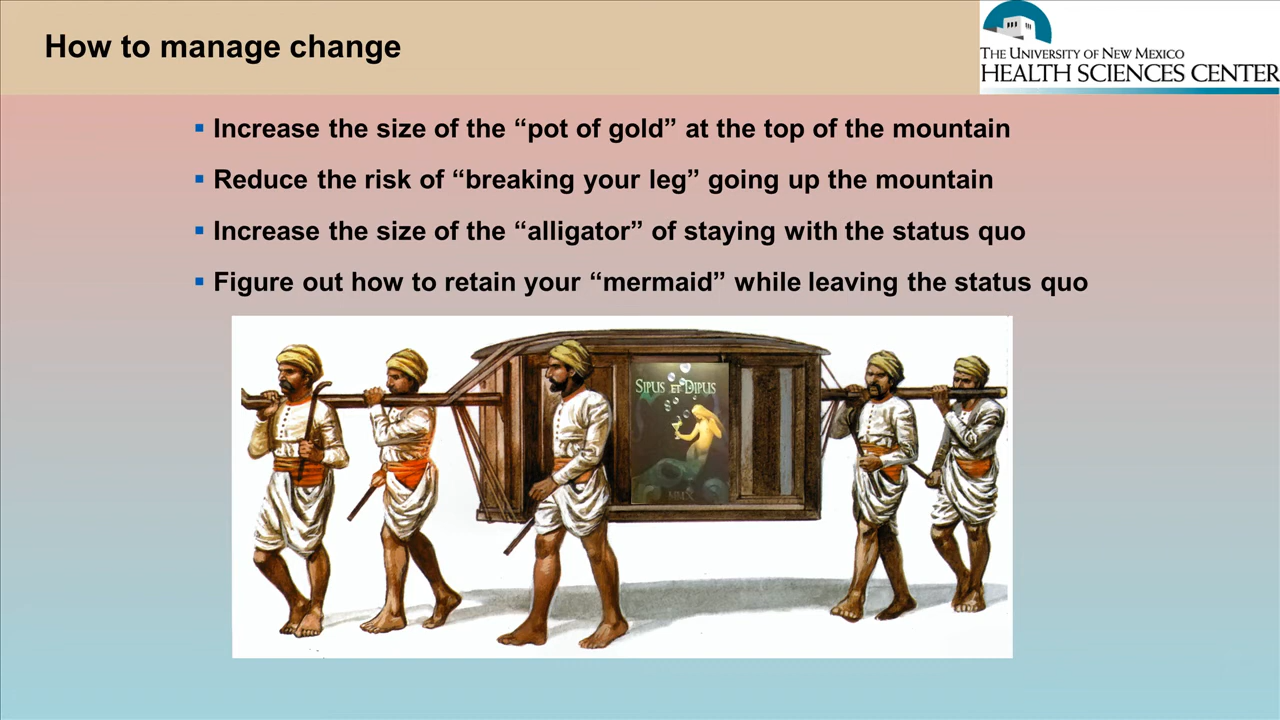 How to manage change
THE UNIVERSITY OF NEW MEXICO
HEALTH SCIENCES CENTER
Increase the size of the “pot of gold” at the top of the mountain
Reduce the risk of “breaking your leg” going up the mountain
Increase the size of the “alligator” of staying with the status quo
Figure out how to retain your “mermaid” while leaving the status quo
SIPUS ET DIPUS
MMIX